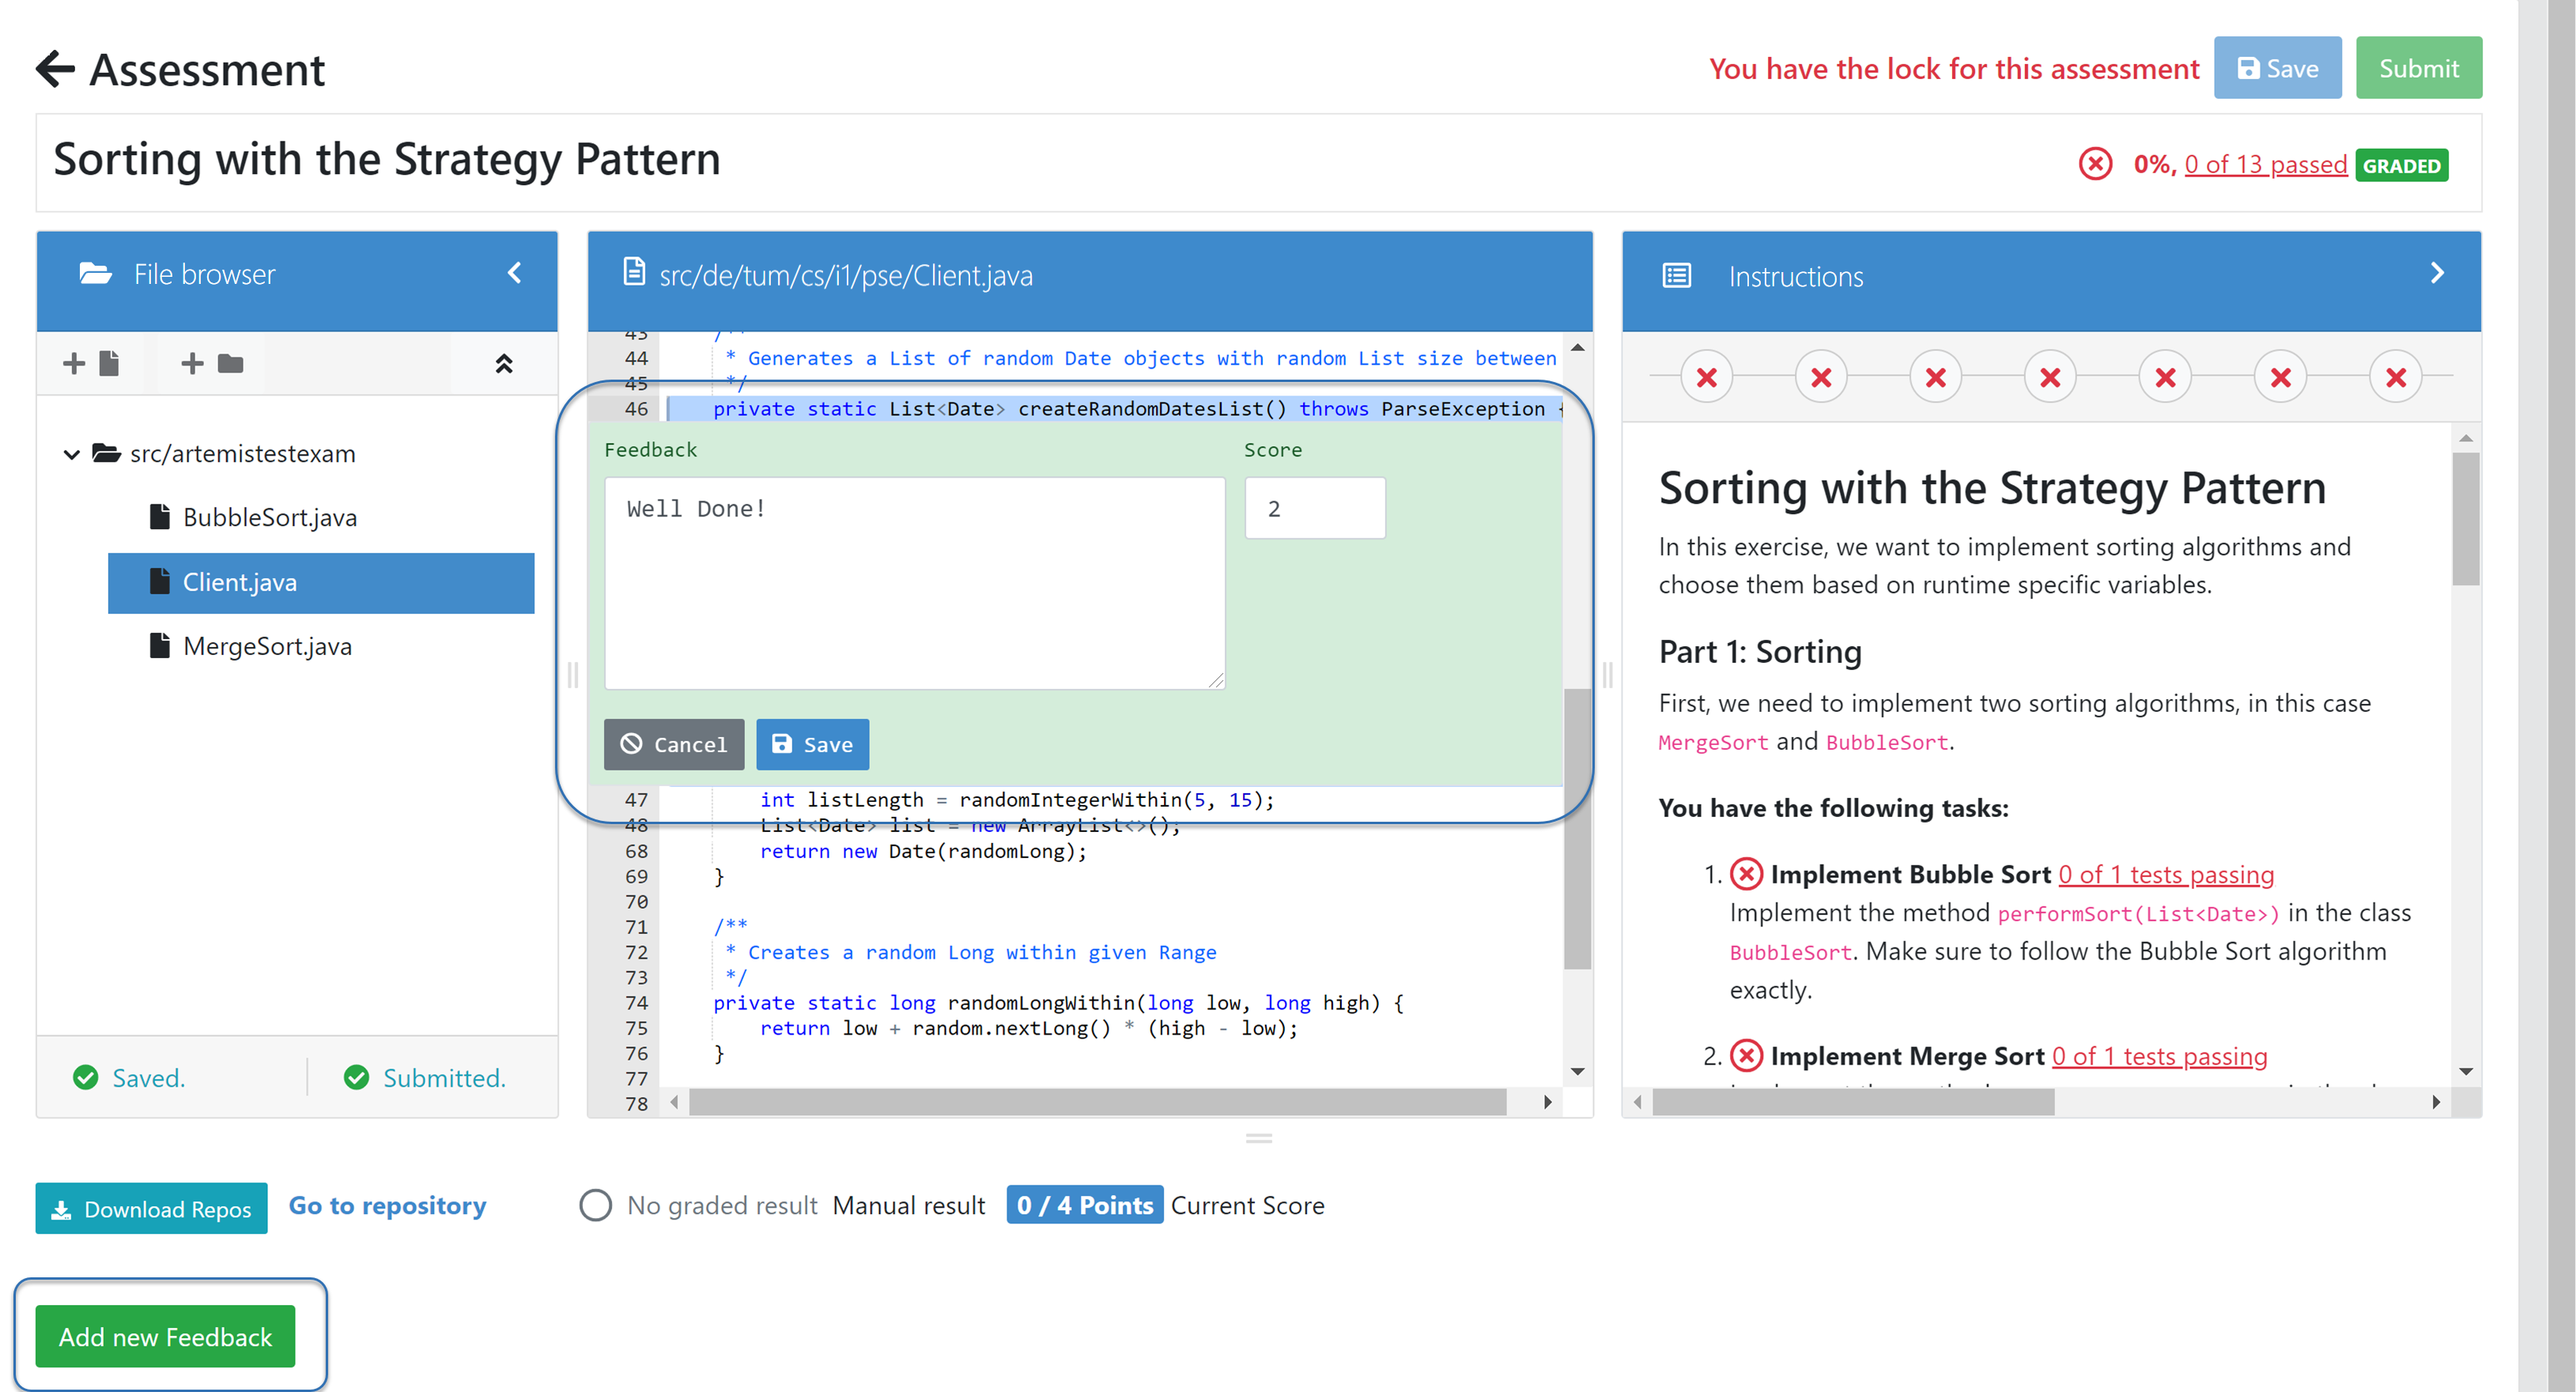 Assessment
You have the lock for this assessment Save Submit
Sorting with the Strategy Pattern
0%, 0 of 13 passed GRADED
File browser
src/artemistestexam
BubbleSort.java
Client.java
MergeSort.java
Saved. Submitted.
src/de/tum/cs/i1/pse/Client.java
43 /**
44 * Generates a List of random Date objects with random List size between
45 */
46 private static List<Date> createRandomDatesList() throws ParseException {
Feedback Score
Well Done! 2
Cancel Save
47 int listLength = randomIntegerWithin(5, 15);
48 List<Date> list = new ArrayList<>();
68 return new Date(randomLong);
69 }
70
71 /**
72 * Creates a random Long within given Range
73 */
74 private static long randomLongWithin(long low, long high) {
75 return low + random.nextLong() * (high - low);
76 }
77
78
Instructions
Sorting with the Strategy Pattern
In this exercise, we want to implement sorting algorithms and
choose them based on runtime specific variables.
Part 1: Sorting
First, we need to implement two sorting algorithms, in this case
MergeSort and BubbleSort.
You have the following tasks:
1. Implement Bubble Sort 0 of 1 tests passing
Implement the method performSort(List<Date>) in the class
BubbleSort. Make sure to follow the Bubble Sort algorithm
exactly.
2. Implement Merge Sort 0 of 1 tests passing
Download Repos Go to repository No graded result Manual result 0 / 4 Points Current Score
Add new Feedback